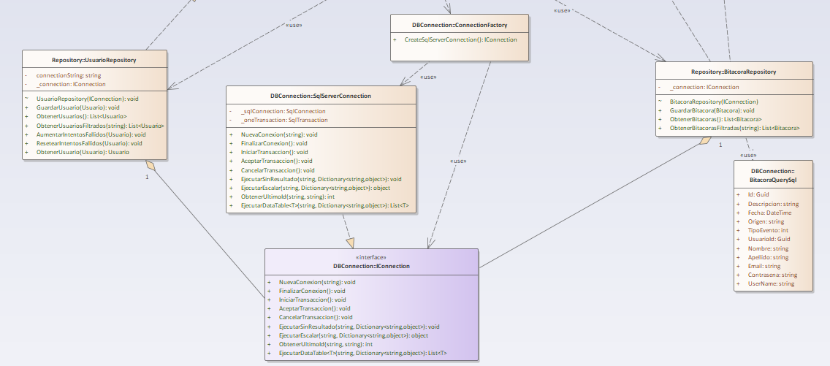 «use»
«use»
DBConnection::ConnectionFactory
+ CreateSqlServerConnection(): IConnection
«use»
«use»
Repository::UsuarioRepository
- connectionString: string
- _connection: IConnection
+ UsuarioRepository(IConnection): void
+ GuardarUsuario(Usuario): void
+ ObtenerUsuarios(): List<Usuario>
+ ObtenerUsuariosFiltrados(string): List<Usuario>
+ AumentarIntentosFallidos(Usuario): void
+ ResetearIntentosFallidos(Usuario): void
+ ObtenerUsuario(Usuario): Usuario
1
DBConnection::SqlServerConnection
- _sqlConnection: SqlConnection
- _oneTransaction: SqlTransaction
+ NuevaConexion(string): void
+ FinalizarConexion(): void
+ IniciarTransaccion(): void
+ AceptarTransaccion(): void
+ CancelarTransaccion(): void
+ EjecutarSinResultado(string, Dictionary<string,object>): void
+ EjecutarEscalar(string, Dictionary<string,object>): object
+ ObtenerUltimoId(string, string): int
+ EjecutarDataTable<T>(string, Dictionary<string,object>): List<T>
Repository::BitacoraRepository
- _connection: IConnection
+ BitacoraRepository(IConnection)
+ GuardarBitacora(Bitacora): void
+ ObtenerBitacoras(): List<Bitacora>
+ ObtenerBitacorasFiltradas(string): List<Bitacora>
1
«use»
DBConnection::
BitacoraQuerySql
+ Id: Guid
+ Descripcion: string
+ Fecha: DateTime
+ Origen: string
+ TipoEvento: int
+ UsuarioId: Guid
+ Nombre: string
+ Apellido: string
+ Email: string
+ Contrasena: string
+ UserName: string
«interface»
DBConnection::IConnection
+ NuevaConexion(string): void
+ FinalizarConexion(): void
+ IniciarTransaccion(): void
+ AceptarTransaccion(): void
+ CancelarTransaccion(): void
+ EjecutarSinResultado(string, Dictionary<string,object>): void
+ EjecutarEscalar(string, Dictionary<string,object>): object
+ ObtenerUltimoId(string, string): int
+ EjecutarDataTable<T>(string, Dictionary<string,object>): List<T>